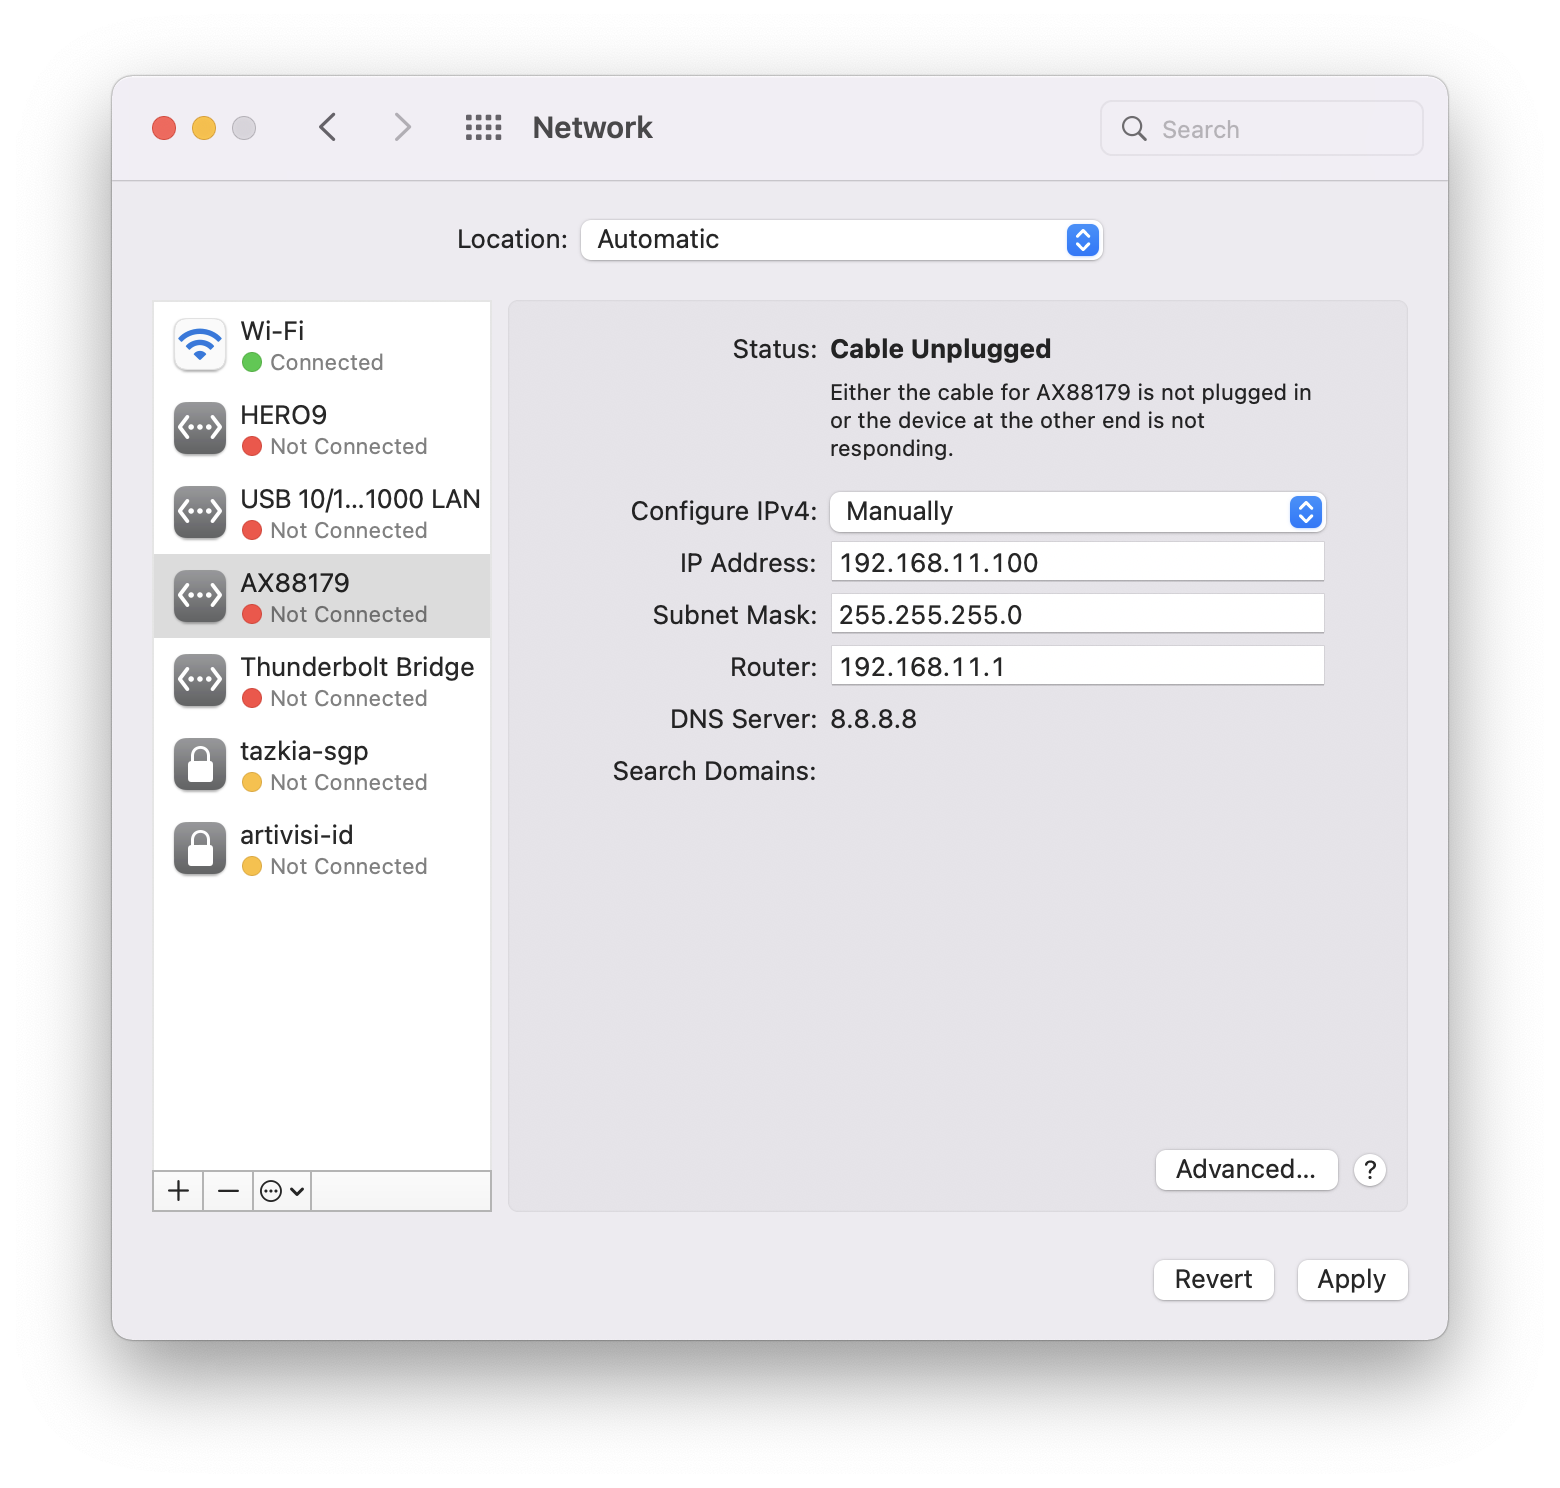 Network
Search
Location: Automatic
Wi-Fi
Connected
HERO9
Not Connected
USB 10/1...1000 LAN
Not Connected
AX88179
Not Connected
Thunderbolt Bridge
Not Connected
tazkia-sgp
Not Connected
artivisi-id
Not Connected
Status: Cable Unplugged
Either the cable for AX88179 is not plugged in
or the device at the other end is not
responding.
Configure IPv4: Manually
IP Address: 192.168.11.100
Subnet Mask: 255.255.255.0
Router: 192.168.11.1
DNS Server: 8.8.8.8
Search Domains:
Advanced... ?
Revert Apply